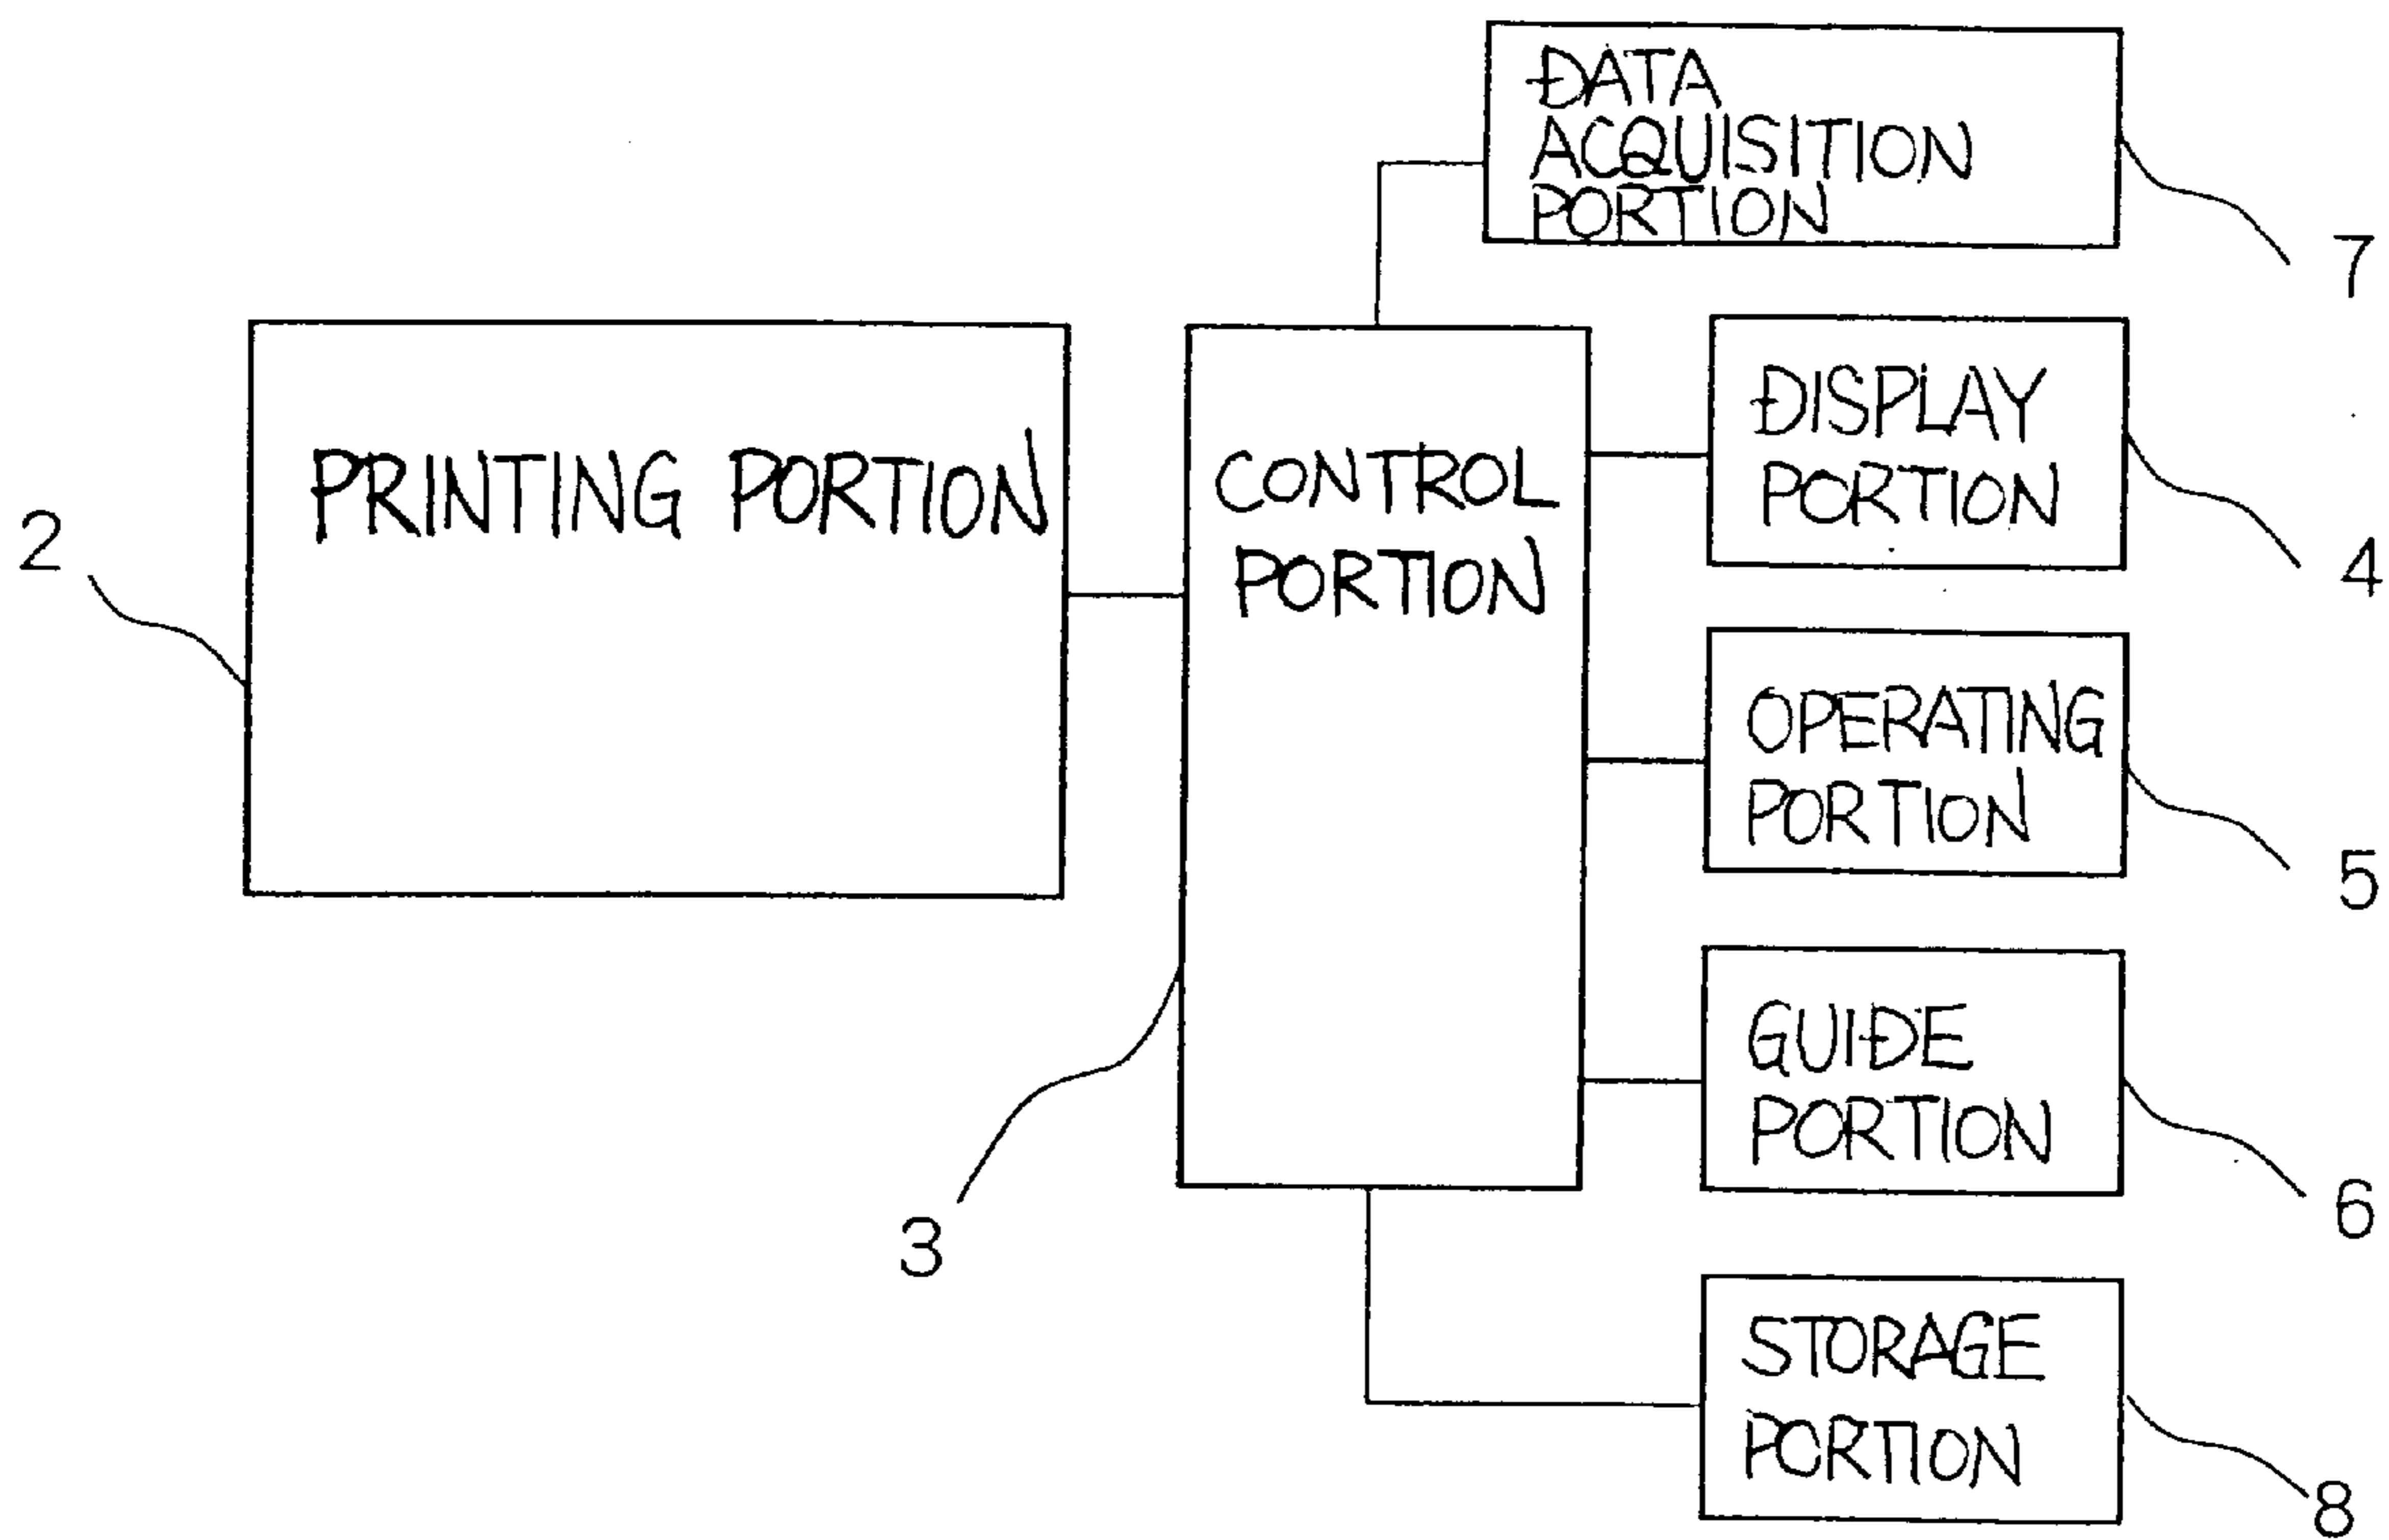 DATA
ACQUISITION
PORTION
7
PRINTING PORTION
2
CONTROL
PORTION
3
DISPLAY
PORTION
4
OPERATING
PORTION
5
GUIDE
PORTION
6
STORAGE
PORTION
8